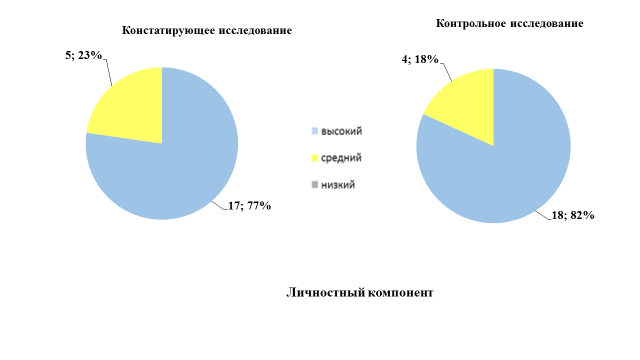 Констатирующее исследование
5; 23%
17; 77%
высокий
средний
низкий
Контрольное исследование
4; 18%
18; 82%
Личностный компонент